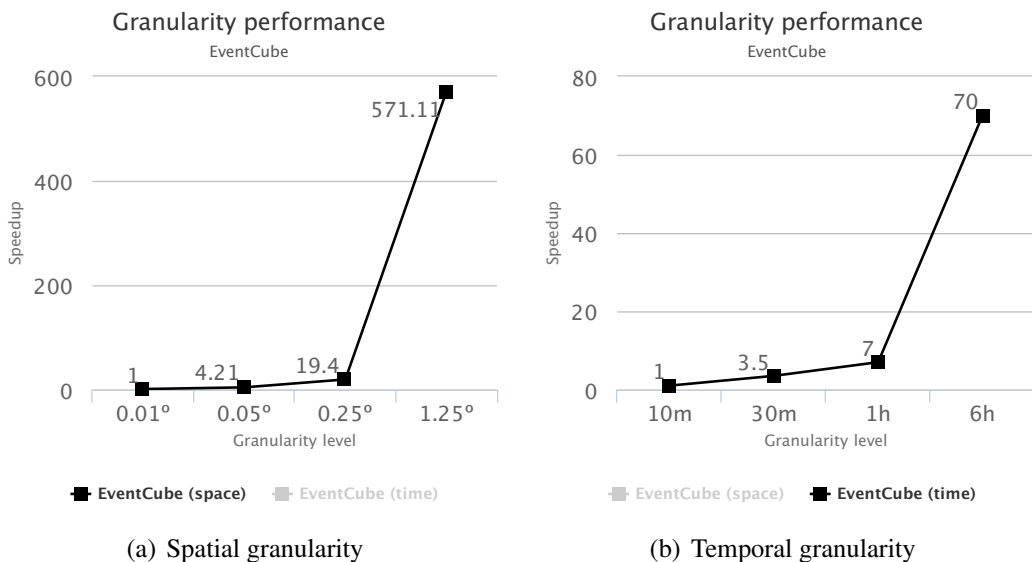 Granularity performance
EventCube
600
400
200
0
Speedup
1
4.21
19.4
571.11
0.01º
0.05º
0.25º
1.25º
Granularity level
EventCube (space)
EventCube (time)
(a) Spatial granularity
Granularity performance
EventCube
80
60
40
20
0
Speedup
1
3.5
7
70
10m
30m
1h
6h
Granularity level
EventCube (space)
EventCube (time)
(b) Temporal granularity